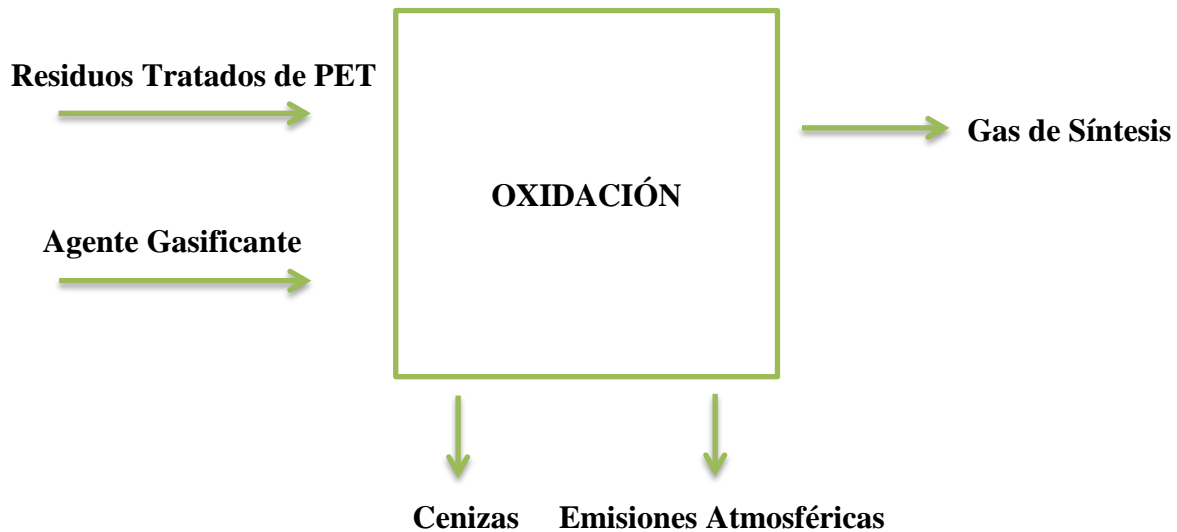 Residuos Tratados de PET
Gas de Síntesis
OXIDACIÓN
Agente Gasificante
Cenizas
Emisiones Atmosféricas